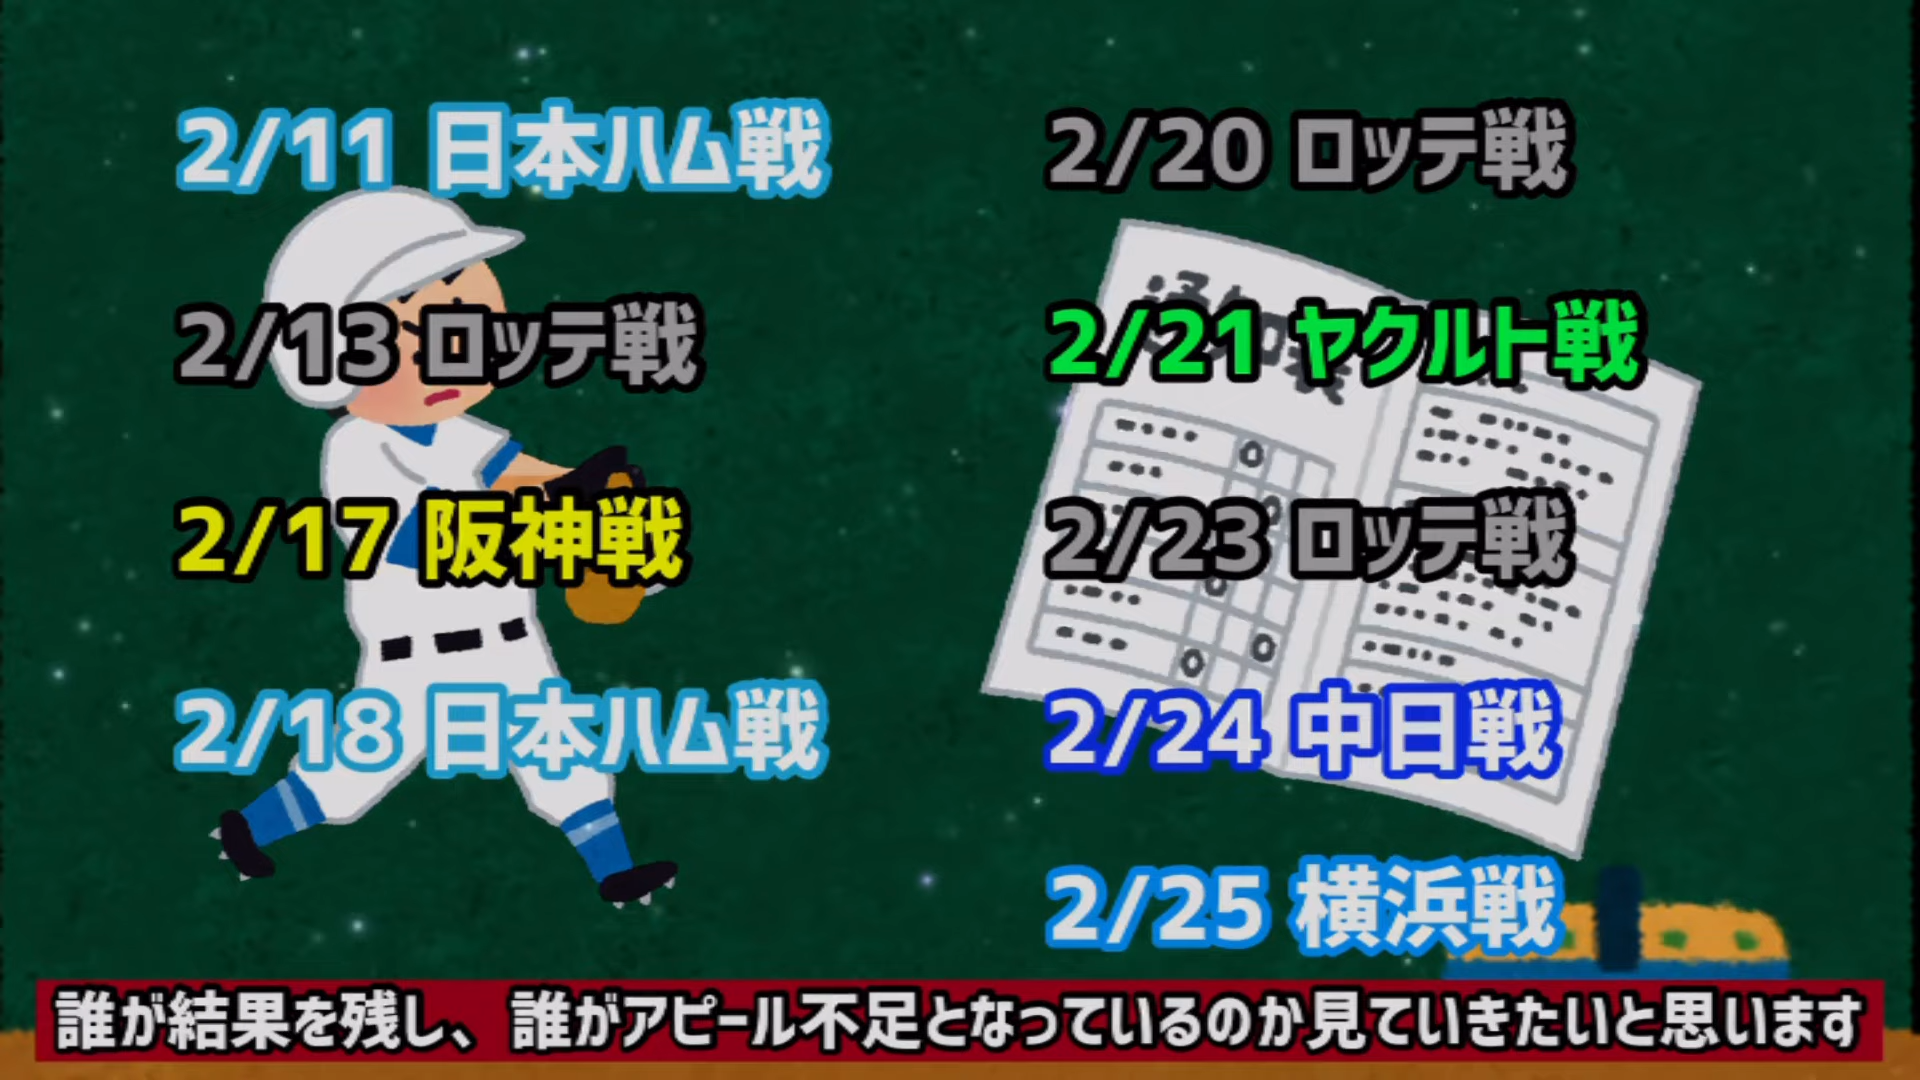 2/11 日本ハム戦
2/13 ロッテ戦
2/17 阪神戦
2/18 日本ハム戦
2/20 ロッテ戦
2/21 ヤクルト戦
2/23 ロッテ戦
2/24 中日戦
2/25 横浜戦
誰が結果を残し、誰がアピール不足となっているのか見ていきたいと思います